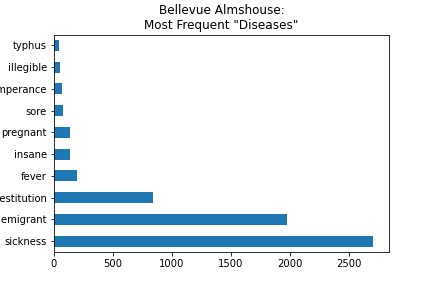 Bellevue Almshouse:
Most Frequent "Diseases"
typhus
illegible
mperance
sore
pregnant
insane
fever
estitution
emigrant
sickness
0 500 1000 1500 2000 2500